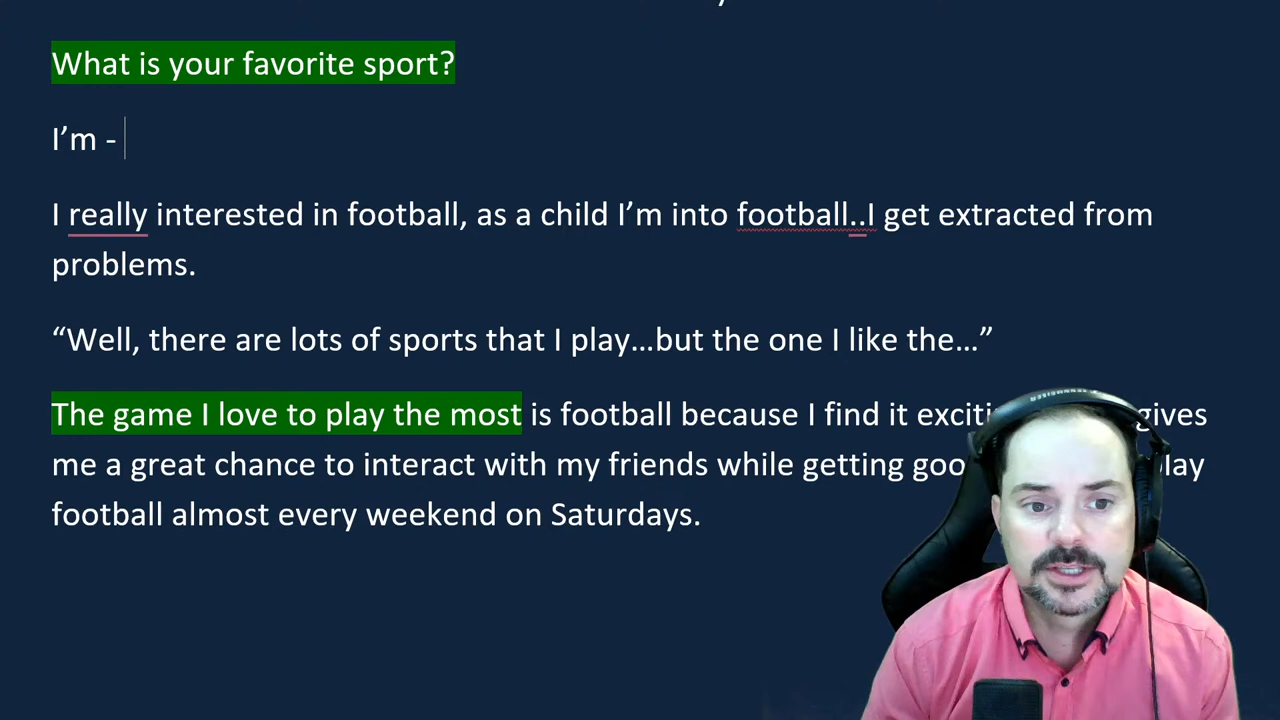 What is your favorite sport?
I’m -
I really interested in football, as a child I’m into football..I get extracted from
problems.
“Well, there are lots of sports that I play…but the one I like the…”
The game I love to play the most is football because I find it gives
me a great chance to interact with my friends while getting
football almost every weekend on Saturdays.
SENNHEISER